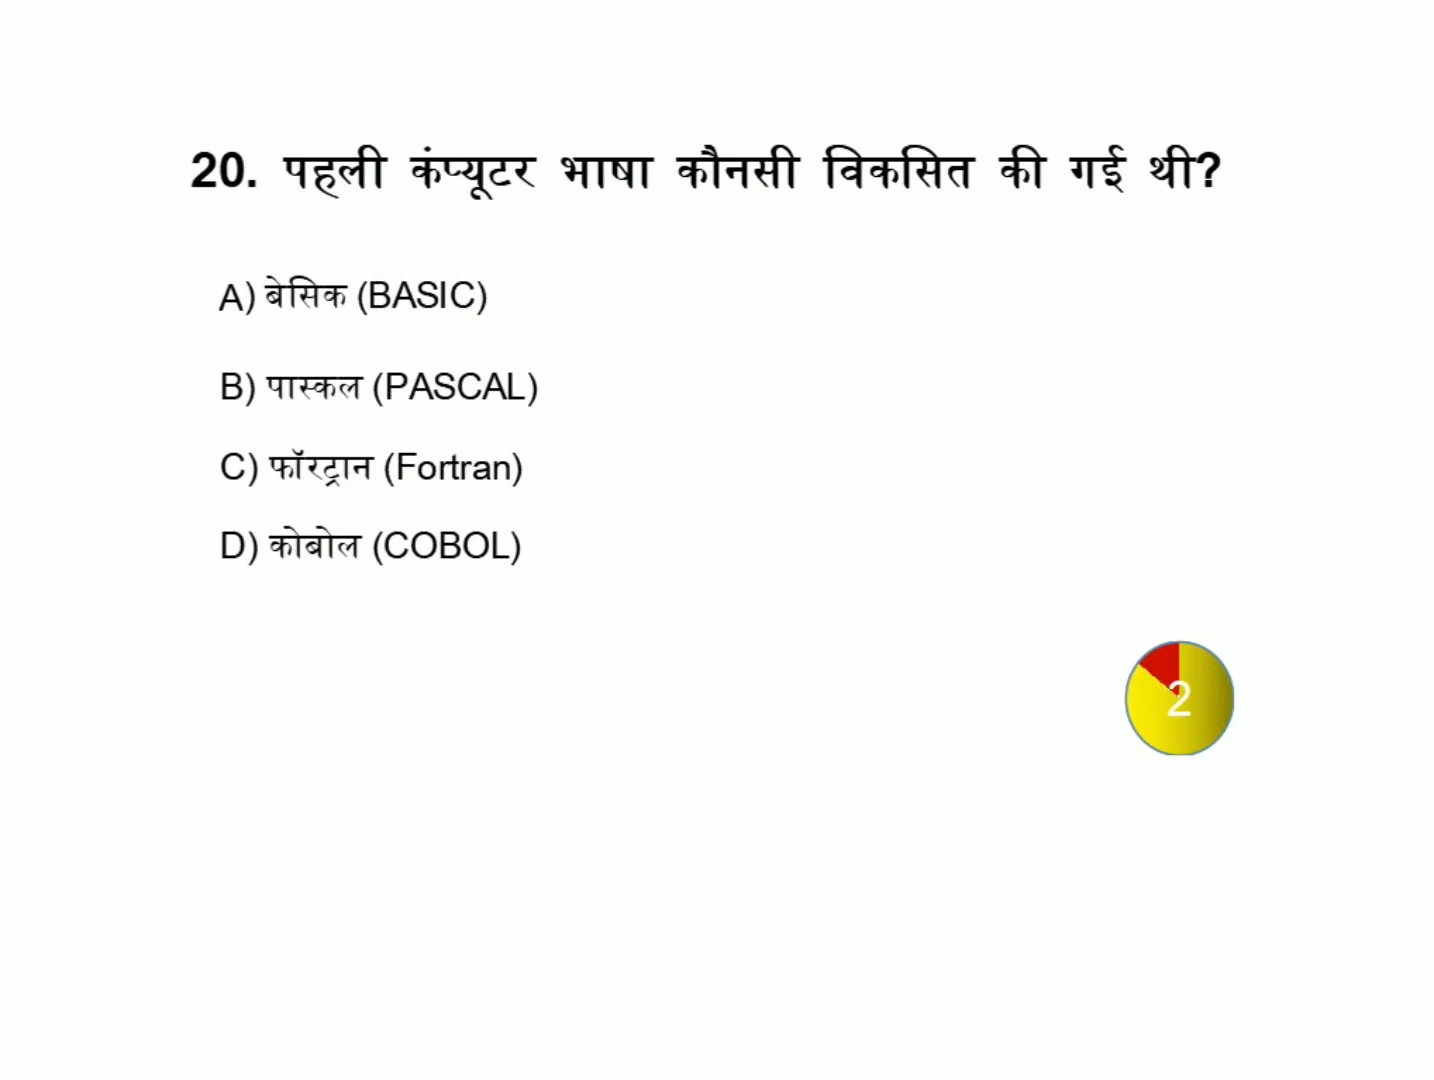 20. पहली कंप्यूटर भाषा कौनसी विकसित की गई थी?
A) बेसिक (BASIC)
B) पास्कल (PASCAL)
C) फॉरट्रान (Fortran)
D) कोबोल (COBOL)
2